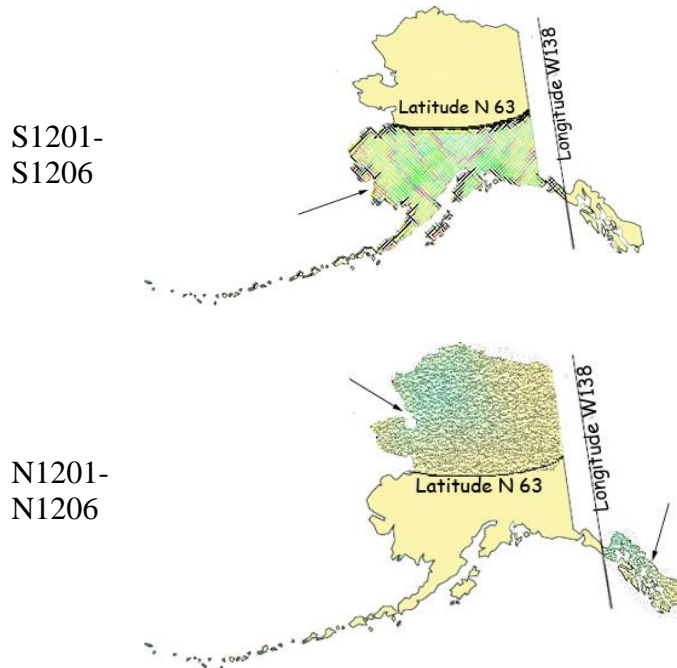 S1201-
S1206
Latitude N 63
Longitude W138
N1201-
N1206
Latitude N 63
Longitude W138